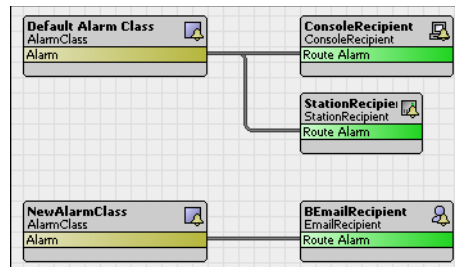 Default Alarm Class
AlarmClass
Alarm
ConsoleRecipient
ConsoleRecipient
Route Alarm
StationRecipie
StationRecipient
Route Alarm
NewAlarmClass
AlarmClass
Alarm
BEmailRecipient
EmailRecipient
Route Alarm